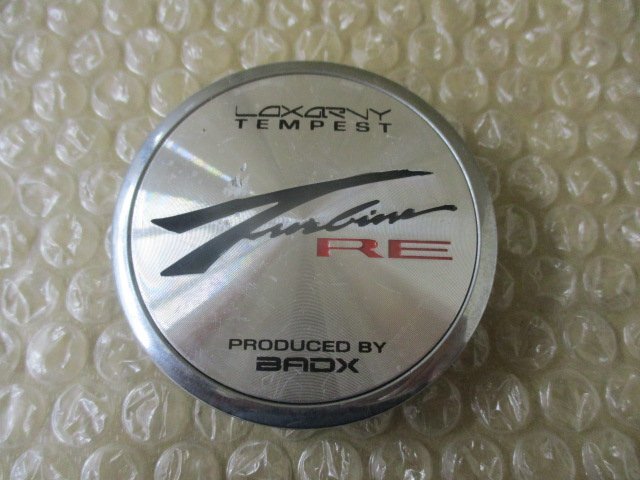 LOXARNY
TEMPEST
Turbine
RE
PRODUCED BY
BADX